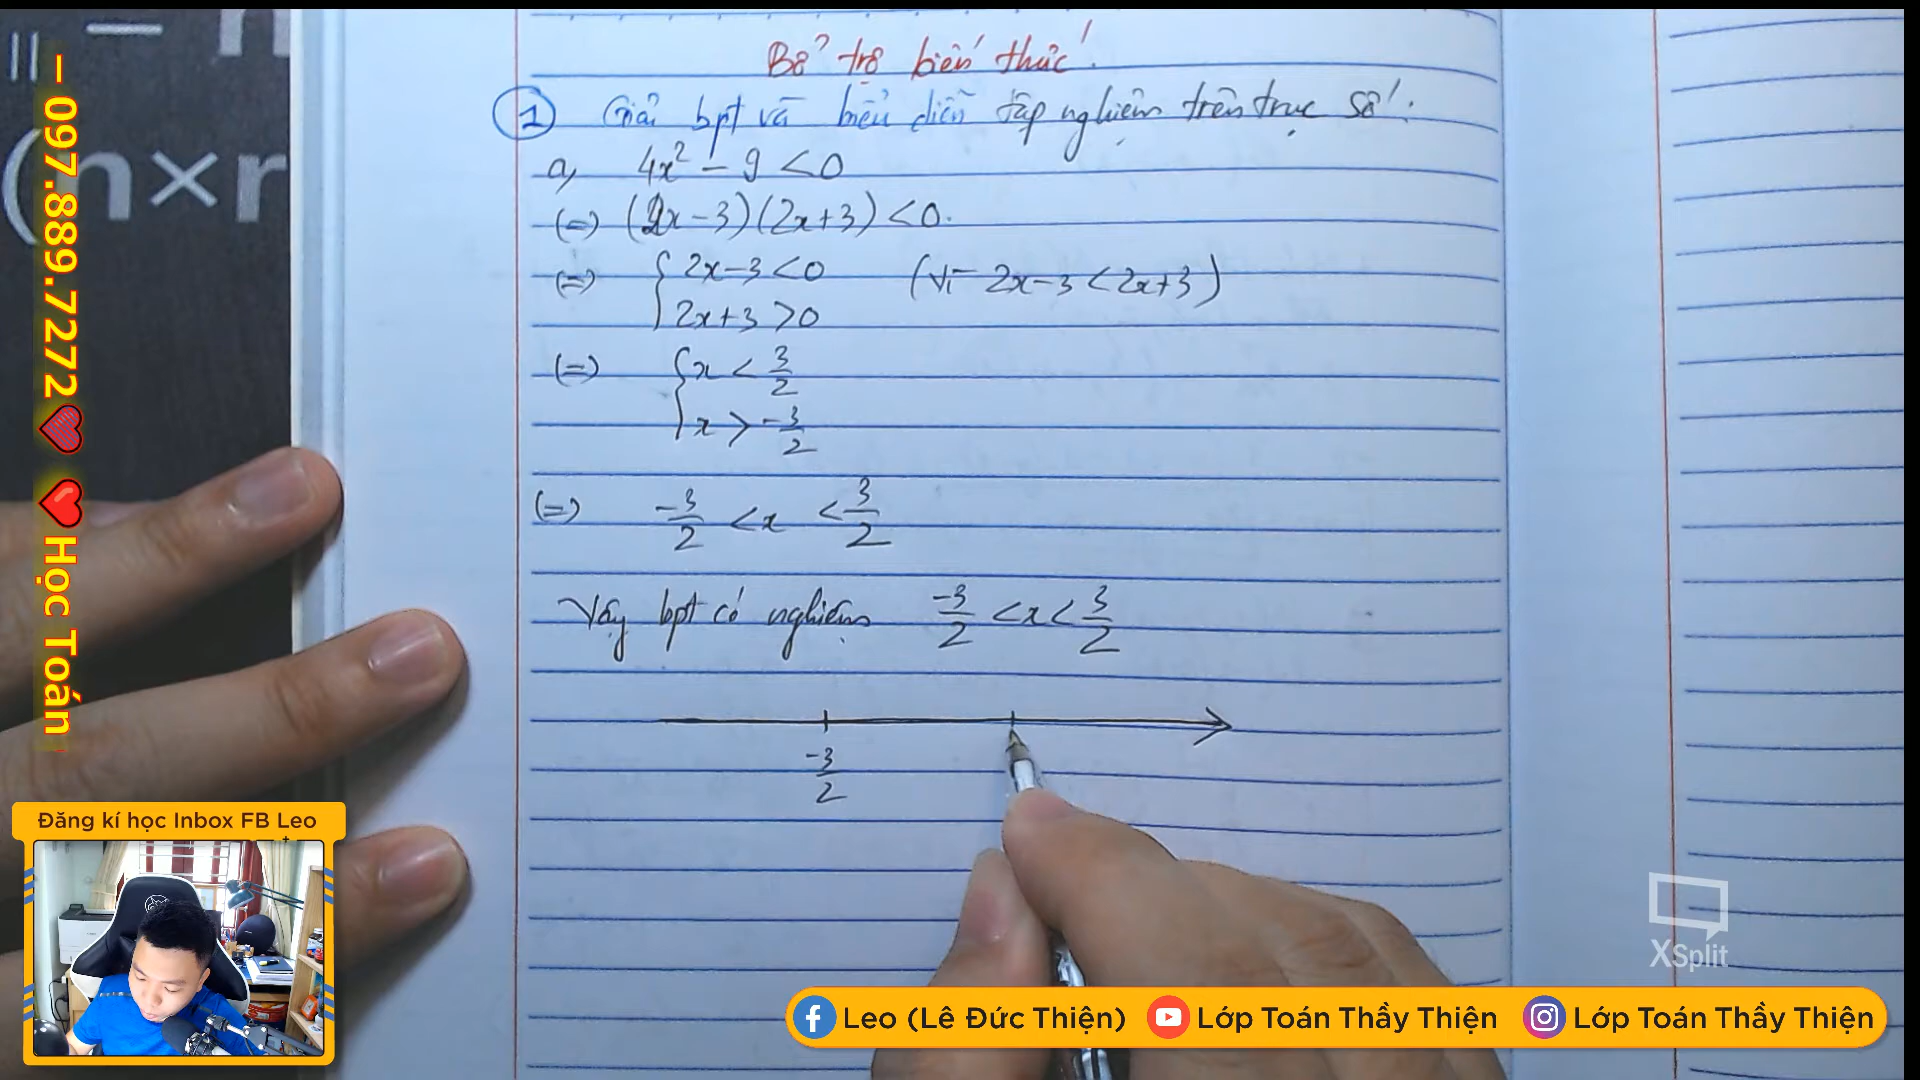 Bổ trợ kiến thức!
1 Giải bpt và biểu diễn tập nghiệm trên trục số:
a, 4x² - 9 < 0
(=) (2x-3)(2x+3) < 0.
(=) { 2x-3 < 0 (Vì 2x-3 < 2x+3)
2x+3 > 0
(=) { x < 3/2
x > -3/2
(=) -3/2 < x < 3/2
Vậy bpt có nghiệm -3/2 < x < 3/2
-3/2
– 097.889.7272 ❤ ❤ Học Toán
|| – n
(n×r
Đăng kí học Inbox FB Leo
XSplit
Leo (Lê Đức Thiện) Lớp Toán Thầy Thiện Lớp Toán Thầy Thiện